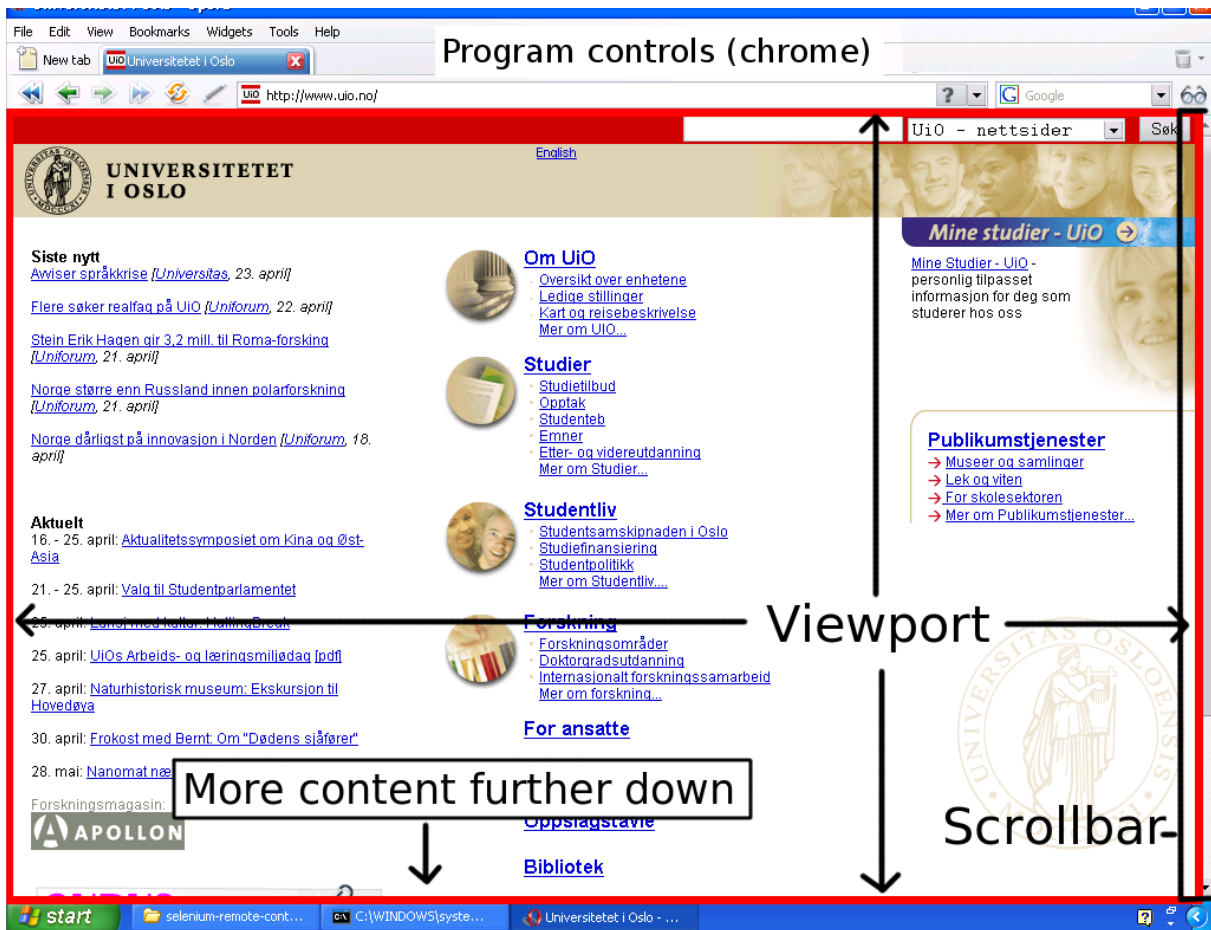 File Edit View Bookmarks Widgets Tools Help
Program controls (chrome)
New tab UiO Universitetet i Oslo
UiO http://www.uio.no/
? G Google
UiO - nettsider Søk
English
UNIVERSITETET
I OSLO
Mine studier - UiO
Siste nytt
Avviser språkkrise [Universitas, 23. april]
Flere søker realfag på UiO [Uniforum, 22. april]
Stein Erik Hagen gir 3,2 mill. til Roma-forsking
[Uniforum, 21. april]
Norge større enn Russland innen polarforskning
[Uniforum, 21. april]
Norge dårligst på innovasjon i Norden [Uniforum, 18.
april]
Aktuelt
16. - 25. april: Aktualitetssymposiet om Kina og Øst-
Asia
21. - 25. april: Valg til Studentparlamentet
25. april: Lunsj med kultur: HallingBreak
25. april: UiOs Arbeids- og læringsmiljødag [pdf]
27. april: Naturhistorisk museum: Ekskursjon til
Hovedøya
30. april: Frokost med Bernt: Om "Dødens sjåfører"
28. mai: Nanomat
Forskningsmagasin:
APOLLON
Om UiO
Oversikt over enhetene
Ledige stillinger
Kart og reisebeskrivelse
Mer om UIO...
Studier
Studietilbud
Opptak
Studenteb
Emner
Etter- og videreutdanning
Mer om Studier...
Studentliv
Studentsamskipnaden i Oslo
Studiefinansiering
Studentpolitikk
Mer om Studentliv....
Forskning
Forskningsområder
Doktorgradsutdanning
Internasjonalt forskningssamarbeid
Mer om forskning...
For ansatte
Oppslagstavle
Bibliotek
Mine Studier - UiO -
personlig tilpasset
informasjon for deg som
studerer hos oss
Publikumstjenester
Museer og samlinger
Lek og viten
For skolesektoren
Mer om Publikumstjenester...
Viewport
More content further down
Scrollbar
start selenium-remote-cont... C:\WINDOWS\syste... Universitetet i Oslo - ...